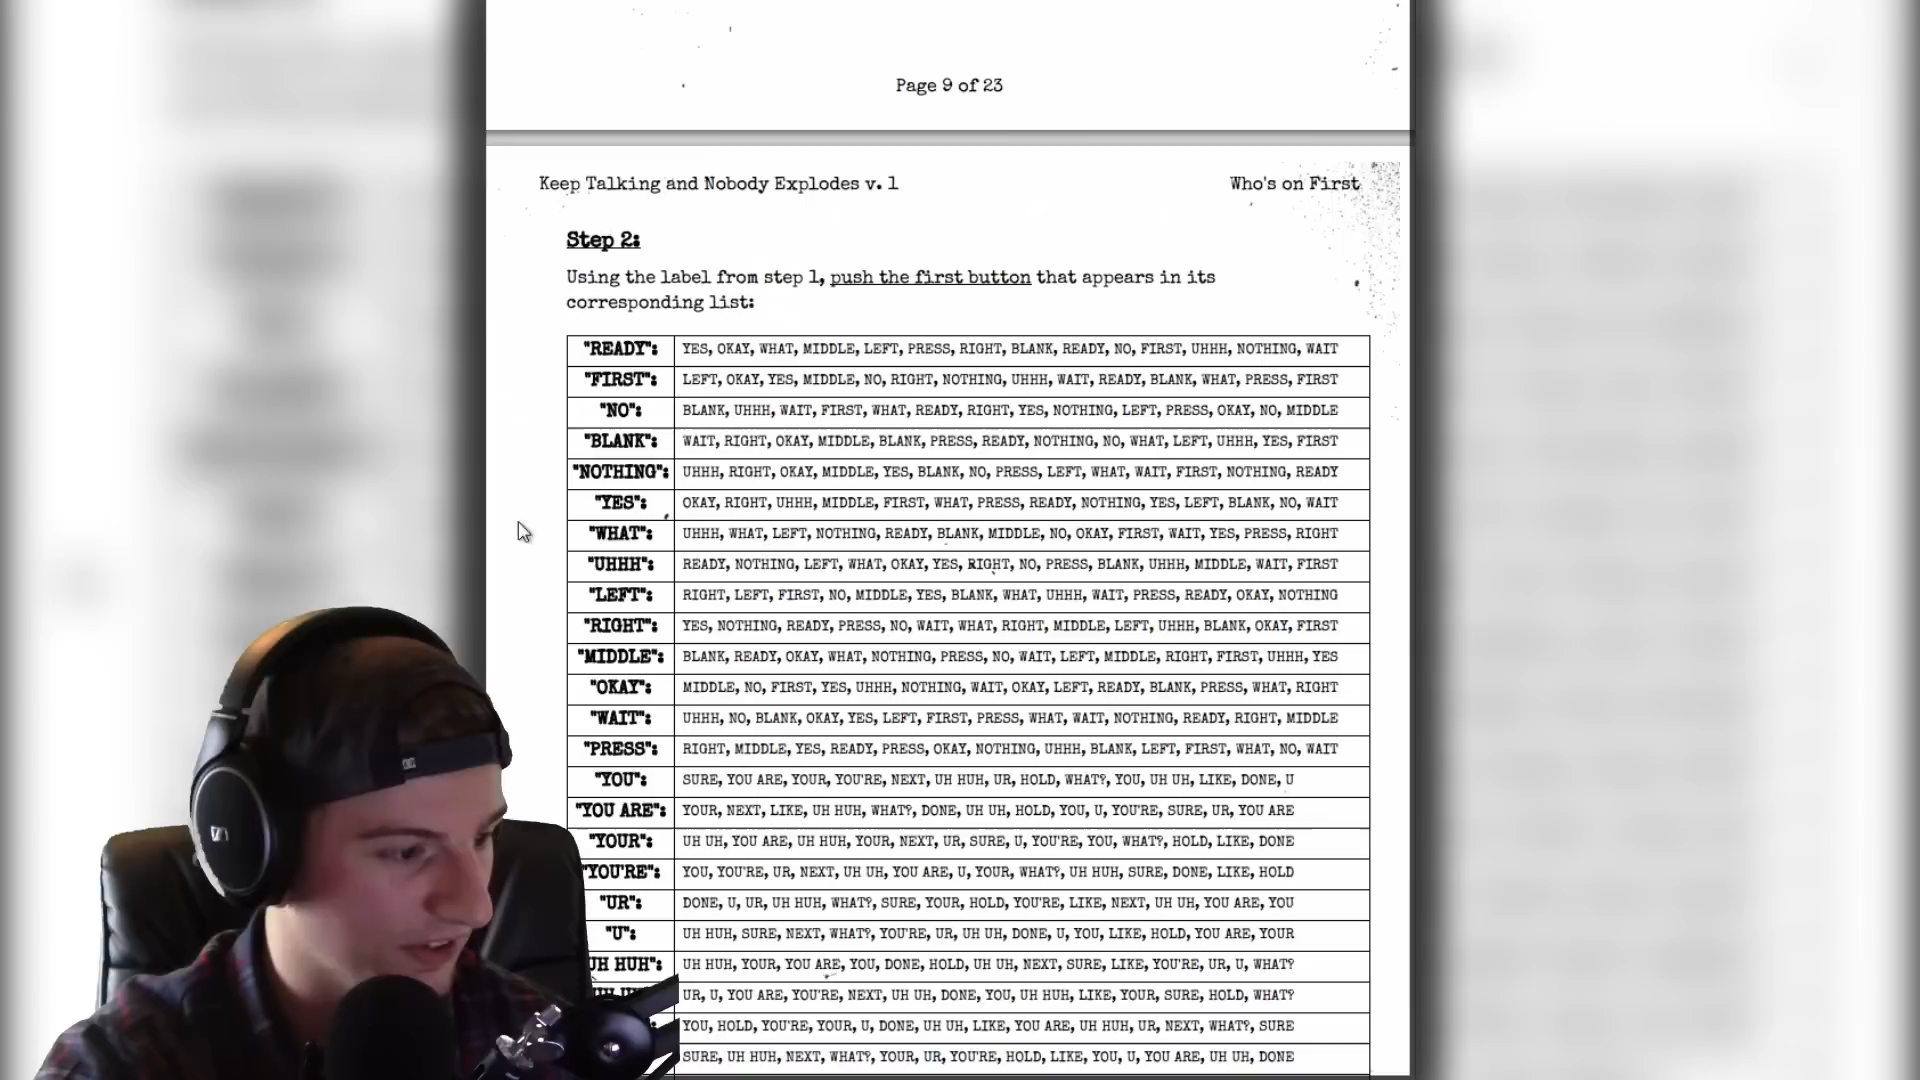 Page 9 of 23
Keep Talking and Nobody Explodes v. 1
Who's on First
Step 2:
Using the label from step 1, push the first button that appears in its
corresponding list:
"READY": YES, OKAY, WHAT, MIDDLE, LEFT, PRESS, RIGHT, BLANK, READY, NO, FIRST, UHHH, NOTHING, WAIT
"FIRST": LEFT, OKAY, YES, MIDDLE, NO, RIGHT, NOTHING, UHHH, WAIT, READY, BLANK, WHAT, PRESS, FIRST
"NO": BLANK, UHHH, WAIT, FIRST, WHAT, READY, RIGHT, YES, NOTHING, LEFT, PRESS, OKAY, NO, MIDDLE
"BLANK": WAIT, RIGHT, OKAY, MIDDLE, BLANK, PRESS, READY, NOTHING, NO, WHAT, LEFT, UHHH, YES, FIRST
"NOTHING": UHHH, RIGHT, OKAY, MIDDLE, YES, BLANK, NO, PRESS, LEFT, WHAT, WAIT, FIRST, NOTHING, READY
"YES": OKAY, RIGHT, UHHH, MIDDLE, FIRST, WHAT, PRESS, READY, NOTHING, YES, LEFT, BLANK, NO, WAIT
"WHAT": UHHH, WHAT, LEFT, NOTHING, READY, BLANK, MIDDLE, NO, OKAY, FIRST, WAIT, YES, PRESS, RIGHT
"UHHH": READY, NOTHING, LEFT, WHAT, OKAY, YES, RIGHT, NO, PRESS, BLANK, UHHH, MIDDLE, WAIT, FIRST
"LEFT": RIGHT, LEFT, FIRST, NO, MIDDLE, YES, BLANK, WHAT, UHHH, WAIT, PRESS, READY, OKAY, NOTHING
"RIGHT": YES, NOTHING, READY, PRESS, NO, WAIT, WHAT, RIGHT, MIDDLE, LEFT, UHHH, BLANK, OKAY, FIRST
"MIDDLE": BLANK, READY, OKAY, WHAT, NOTHING, PRESS, NO, WAIT, LEFT, MIDDLE, RIGHT, FIRST, UHHH, YES
"OKAY": MIDDLE, NO, FIRST, YES, UHHH, NOTHING, WAIT, OKAY, LEFT, READY, BLANK, PRESS, WHAT, RIGHT
"WAIT": UHHH, NO, BLANK, OKAY, YES, LEFT, FIRST, PRESS, WHAT, WAIT, NOTHING, READY, RIGHT, MIDDLE
"PRESS": RIGHT, MIDDLE, YES, READY, PRESS, OKAY, NOTHING, UHHH, BLANK, LEFT, FIRST, WHAT, NO, WAIT
"YOU": SURE, YOU ARE, YOUR, YOU'RE, NEXT, UH HUH, UR, HOLD, WHAT?, YOU, UH UH, LIKE, DONE, U
"YOU ARE": YOUR, NEXT, LIKE, UH HUH, WHAT?, DONE, UH UH, HOLD, YOU, U, YOU'RE, SURE, UR, YOU ARE
"YOUR": UH UH, YOU ARE, UH HUH, YOUR, NEXT, UR, SURE, U, YOU'RE, YOU, WHAT?, HOLD, LIKE, DONE
"YOU'RE": YOU, YOU'RE, UR, NEXT, UH UH, YOU ARE, U, YOUR, WHAT?, UH HUH, SURE, DONE, LIKE, HOLD
"UR": DONE, U, UR, UH HUH, WHAT?, SURE, YOUR, HOLD, YOU'RE, LIKE, NEXT, UH UH, YOU ARE, YOU
"U": UH HUH, SURE, NEXT, WHAT?, YOU'RE, UR, UH UH, DONE, U, YOU, LIKE, HOLD, YOU ARE, YOUR
UH HUH": UH HUH, YOUR, YOU ARE, YOU, DONE, HOLD, UH UH, NEXT, SURE, LIKE, YOU'RE, UR, U, WHAT?
UR, U, YOU ARE, YOU'RE, NEXT, UH UH, DONE, YOU, UH HUH, LIKE, YOUR, SURE, HOLD, WHAT?
YOU, HOLD, YOU'RE, YOUR, U, DONE, UH UH, LIKE, YOU ARE, UH HUH, UR, NEXT, WHAT?, SURE
SURE, UH HUH, NEXT, WHAT?, YOUR, UR, YOU'RE, HOLD, LIKE, YOU, U, YOU ARE, UH UH, DONE